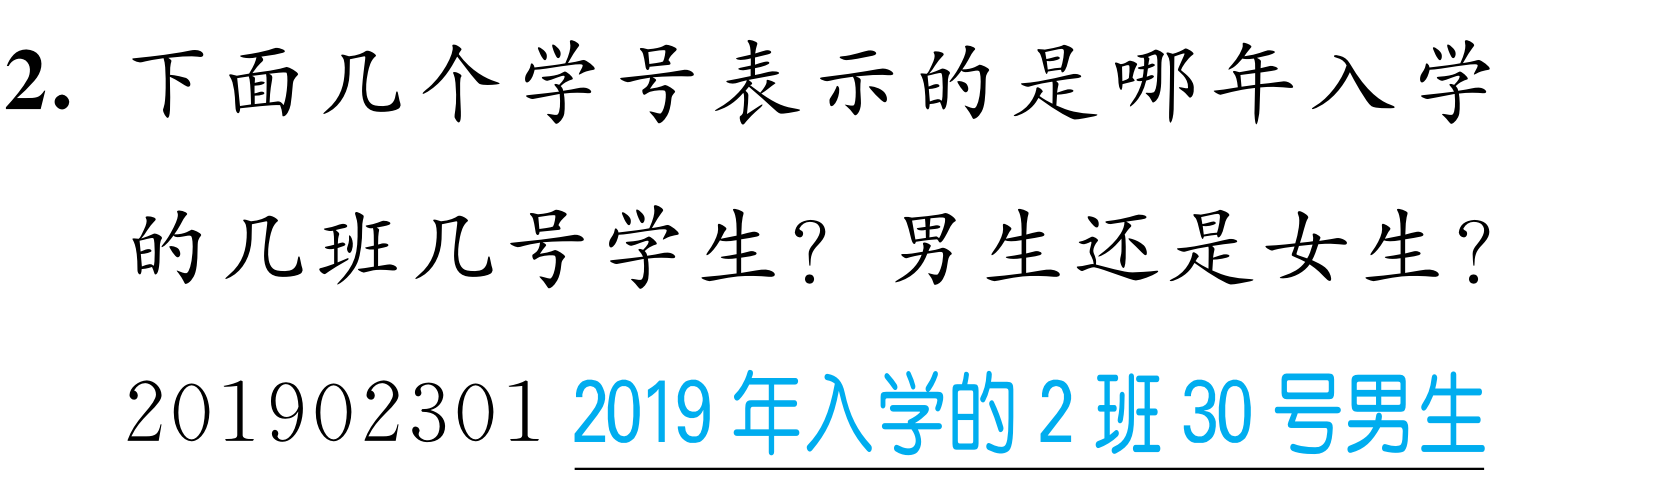 2. 下面几个学号表示的是哪年入学
的几班几号学生？男生还是女生？
201902301 2019年入学的2班30号男生